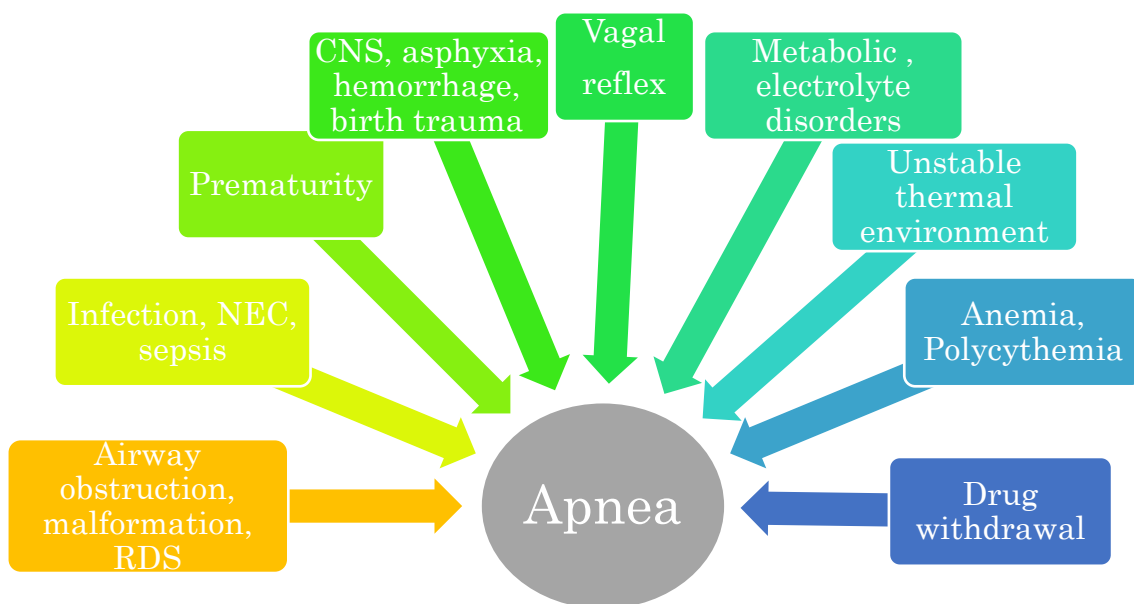 CNS, asphyxia,
hemorrhage,
birth trauma
Vagal
reflex
Metabolic ,
electrolyte
disorders
Prematurity
Unstable
thermal
environment
Infection, NEC,
sepsis
Anemia,
Polycythemia
Airway
obstruction,
malformation,
RDS
Apnea
Drug
withdrawal